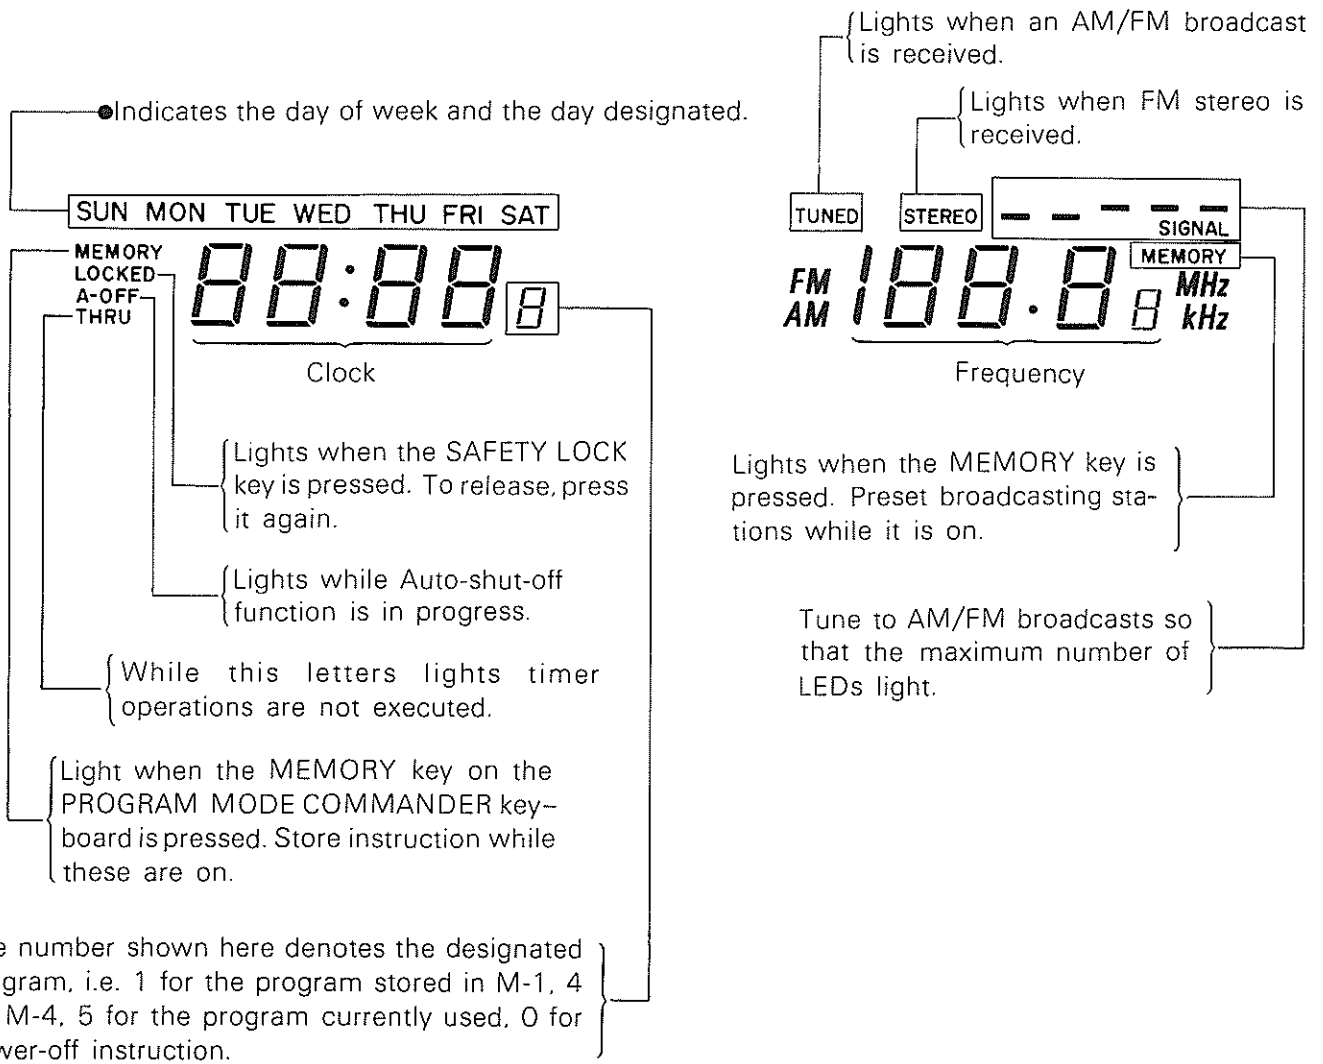 Lights when an AM/FM broadcast
is received.
●Indicates the day of week and the day designated.
Lights when FM stereo is
received.
SUN MON TUE WED THU FRI SAT
MEMORY
LOCKED
A-OFF
THRU
88:88
8
Clock
TUNED
STEREO
SIGNAL
MEMORY
FM
AM
188.8
8
MHz
kHz
Frequency
Lights when the SAFETY LOCK
key is pressed. To release, press
it again.
Lights while Auto-shut-off
function is in progress.
While this letters lights timer
operations are not executed.
Light when the MEMORY key on the
PROGRAM MODE COMMANDER key-
board is pressed. Store instruction while
these are on.
number shown here denotes the designated
i.e. 1 for the program stored in M-1, 4
M-4, 5 for the program currently used, 0 for
instruction.
Lights when the MEMORY key is
pressed. Preset broadcasting sta-
tions while it is on.
Tune to AM/FM broadcasts so
that the maximum number of
LEDs light.